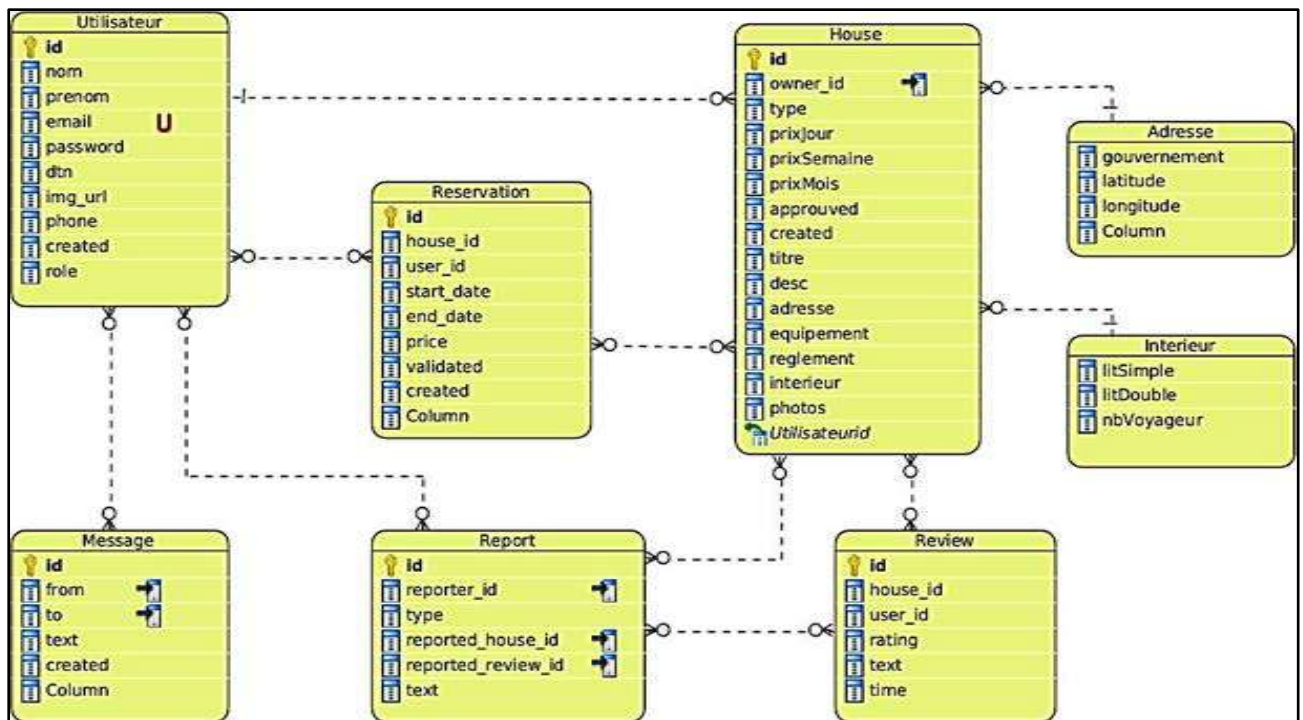 Utilisateur
id
nom
prenom
email U
password
dtn
img_url
phone
created
role
Reservation
id
house_id
user_id
start_date
end_date
price
validated
created
Column
House
id
owner_id
type
prixJour
prixSemaine
prixMois
approuved
created
titre
desc
adresse
equipement
reglement
interieur
photos
Utilisateurid
Adresse
gouvernement
latitude
longitude
Column
Interieur
litSimple
litDouble
nbVoyageur
Message
id
from
to
text
created
Column
Report
id
reporter_id
type
reported_house_id
reported_review_id
text
Review
id
house_id
user_id
rating
text
time